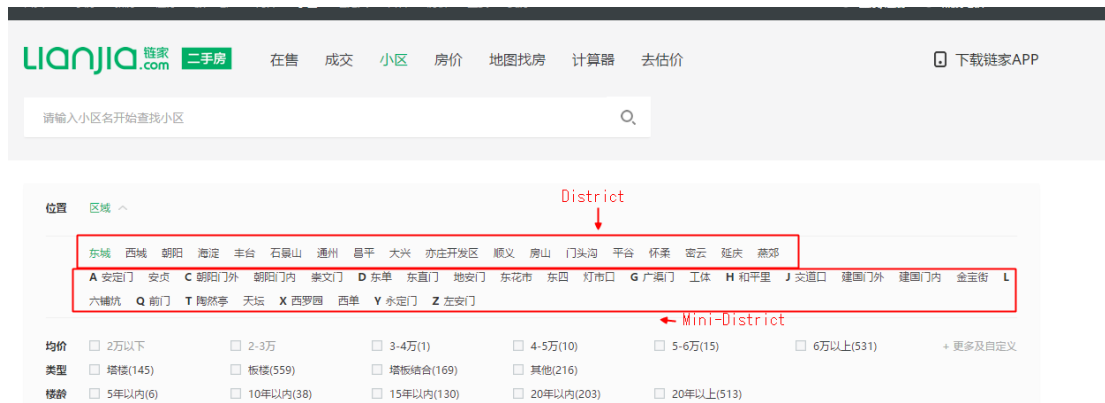 LIANJIA.com 链家 二手房 在售 成交 小区 房价 地图找房 计算器 去估价 下载链家APP
请输入小区名开始查找小区
District
位置 区域
东城 西城 朝阳 海淀 丰台 石景山 通州 昌平 大兴 亦庄开发区 顺义 房山 门头沟 平谷 怀柔 密云 延庆 燕郊
A 安定门 安贞 C 朝阳门外 朝阳门内 崇文门 D 东单 东直门 地安门 东花市 东四 灯市口 G 广渠门 工体 H 和平里 J 交道口 建国门外 建国门内 金宝街 L
六铺炕 Q 前门 T 陶然亭 天坛 X 西罗园 西单 Y 永定门 Z 左安门
Mini-District
均价 2万以下 2-3万 3-4万(1) 4-5万(10) 5-6万(15) 6万以上(531) + 更多及自定义
类型 塔楼(145) 板楼(559) 塔板结合(169) 其他(216)
楼龄 5年以内(6) 10年以内(38) 15年以内(130) 20年以内(203) 20年以上(513)